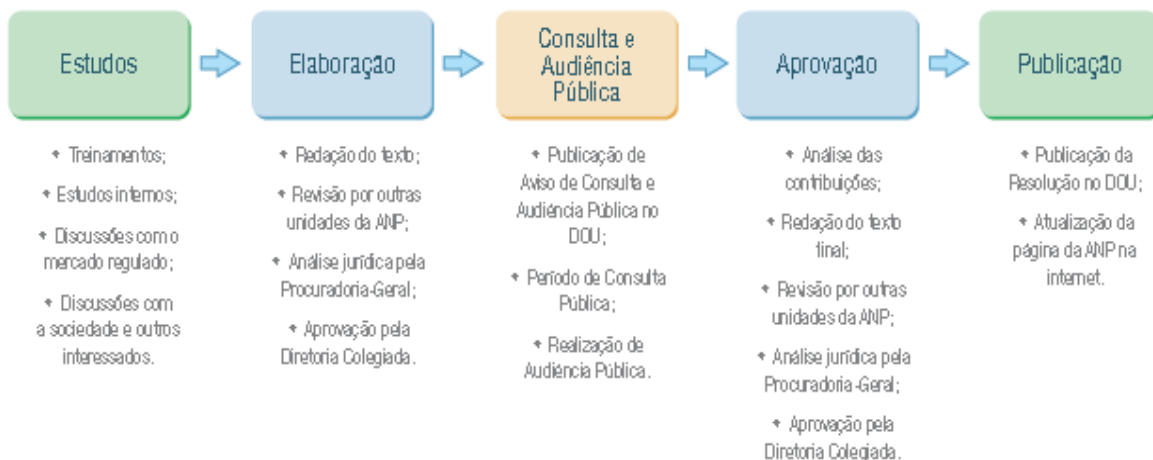 Estudos
Elaboração
Consulta e
Audiência
Pública
Aprovação
Publicação
* Treinamentos;
* Estudos internos;
* Discussões com o
mercado regulado;
* Discussões com
a sociedade e outros
interessados.
* Redação do texto;
* Revisão por outras
unidades da ANP;
* Análise jurídica pela
Procuradoria-Geral;
* Aprovação pela
Diretoria Colegiada.
* Publicação de
Aviso de Consulta e
Audiência Pública no
DOU;
* Período de Consulta
Pública;
* Realização de
Audiência Pública.
* Análise das
contribuições;
* Redação do texto
final;
* Revisão por outras
unidades da ANP;
* Análise jurídica pela
Procuradoria-Geral;
* Aprovação pela
Diretoria Colegiada.
* Publicação da
Resolução no DOU;
* Atualização da
página da ANP na
internet.